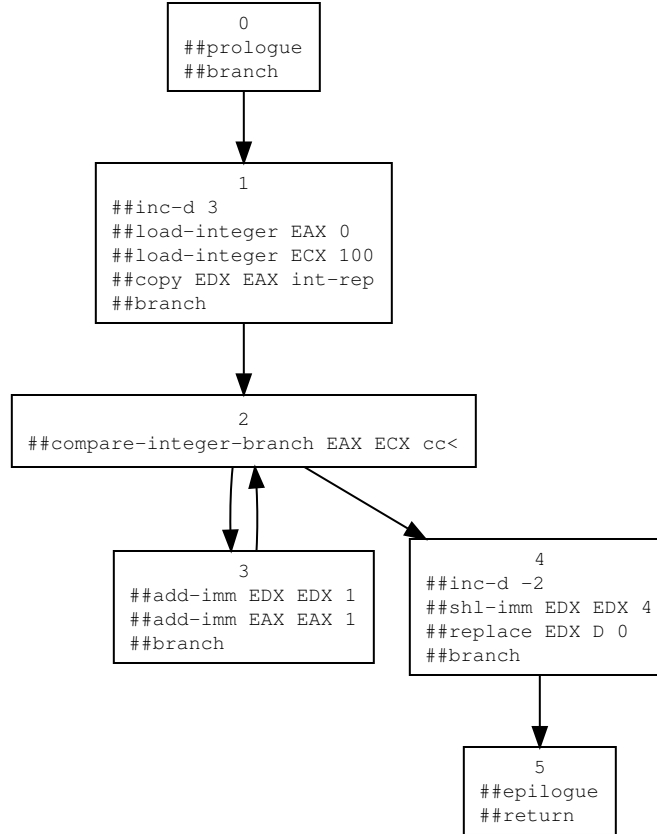 0
##prologue
##branch
1
##inc-d 3
##load-integer EAX 0
##load-integer ECX 100
##copy EDX EAX int-rep
##branch
2
##compare-integer-branch EAX ECX cc<
3
##add-imm EDX EDX 1
##add-imm EAX EAX 1
##branch
4
##inc-d -2
##shl-imm EDX EDX 4
##replace EDX D 0
##branch
5
##epilogue
##return